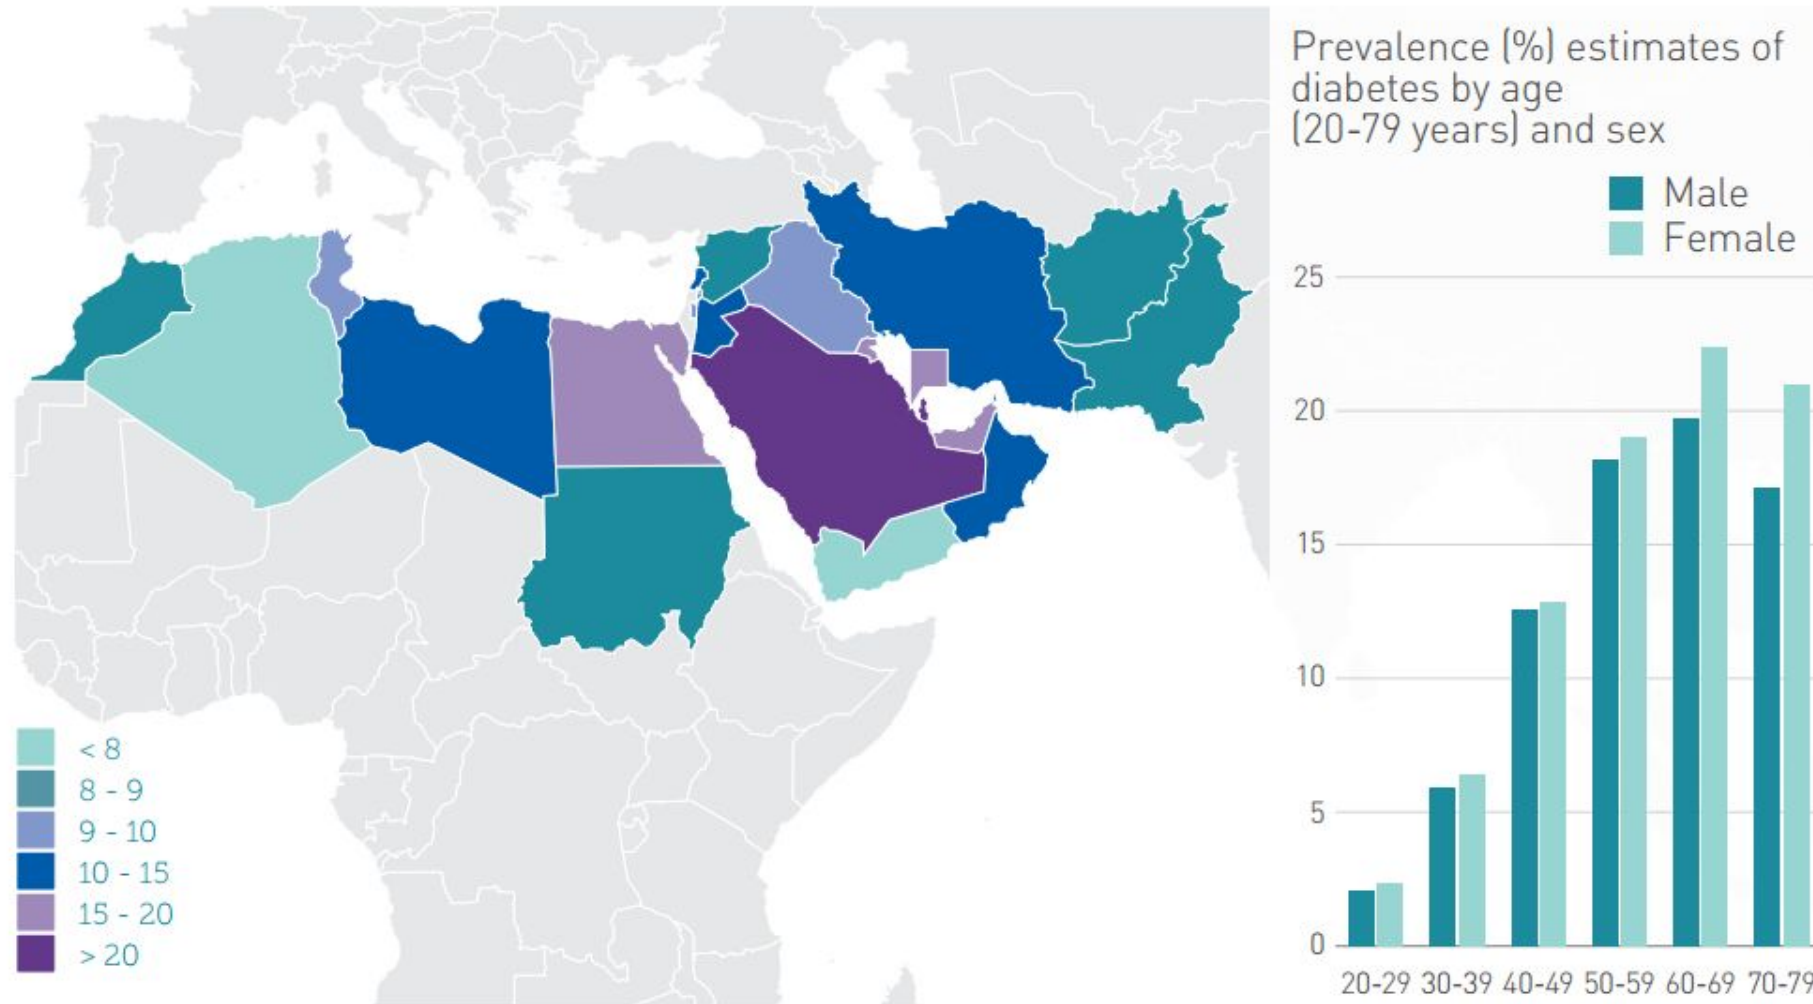 Prevalence (%) estimates of
diabetes by age
(20-79 years) and sex
Male
Female
25
20
15
10
5
0
20-29 30-39 40-49 50-59 60-69 70-79
< 8
8 - 9
9 - 10
10 - 15
15 - 20
> 20